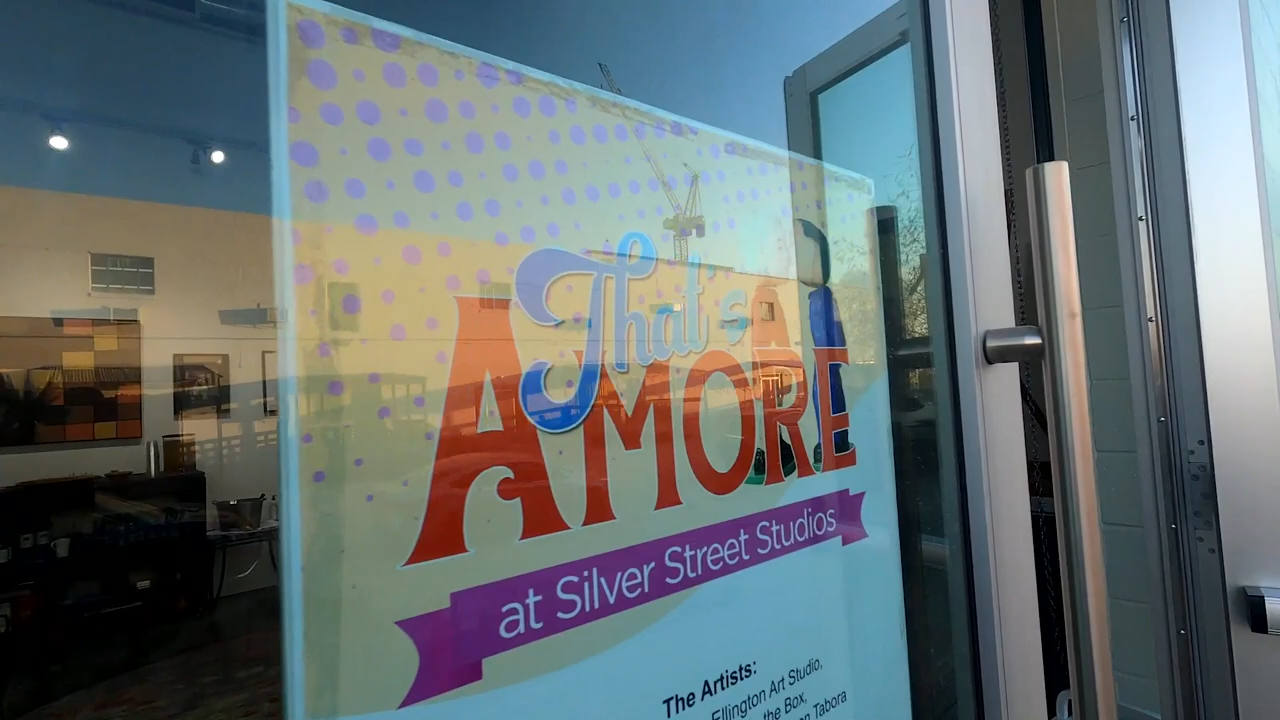 That's
AMORE
at Silver Street Studios
The Artists:
Ellington Art Studio,
the Box,
Tabora